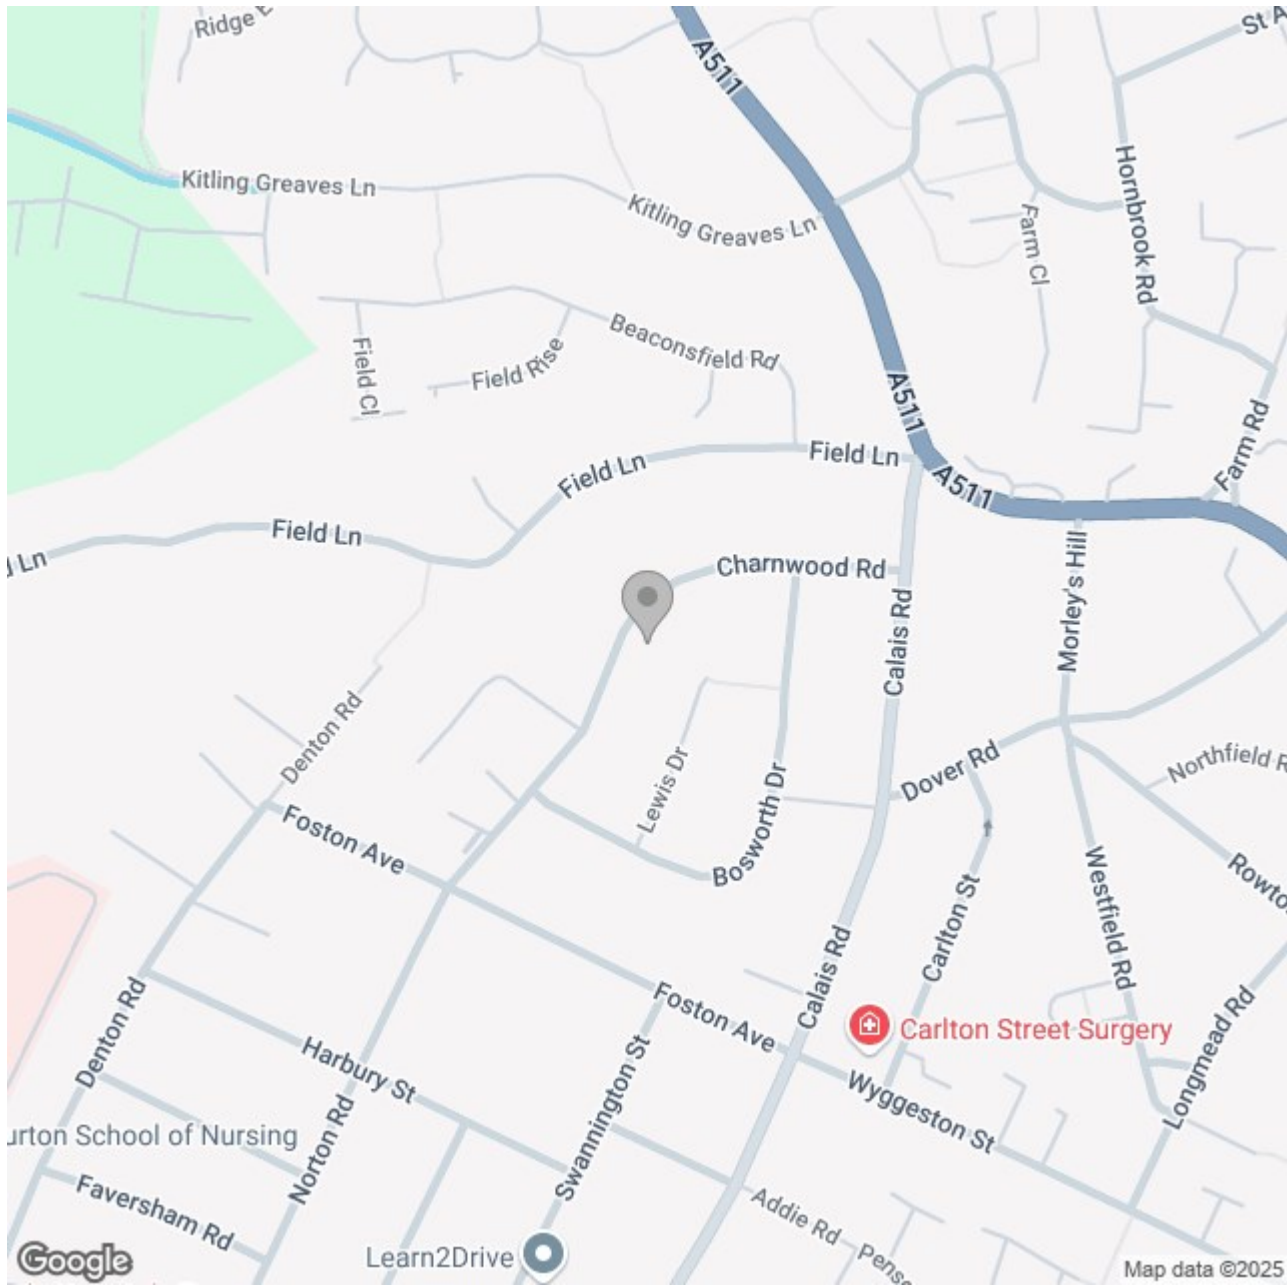 Ridge
St A
A511
Kitling Greaves Ln
Kitling Greaves Ln
Hornbrook Rd
Farm Cl
Beaconsfield Rd
Field Cl
Field Rise
A511
Farm Rd
Field Ln
Field Ln
A511
Field Ln
Ln
Charnwood Rd
Morley's Hill
Calais Rd
Denton Rd
Lewis Dr
Bosworth Dr
Dover Rd
Northfield R
Foston Ave
Westfield Rd
Rowto
Carlton St
Calais Rd
Denton Rd
Foston Ave
Carlton Street Surgery
Longmead Rd
Harbury St
Swannington St
Wyggeston St
urton School of Nursing
Norton Rd
Faversham Rd
Addie Rd
Pense
Learn2Drive
Google
Map data ©2025